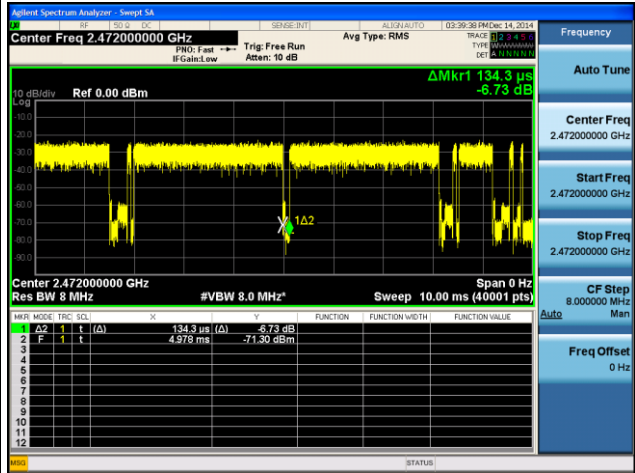 Agilent Spectrum Analyzer - Swept SA
RF 50 Ω DC SENSE:INT ALIGN AUTO 03:39:38 PM Dec 14, 2014
Center Freq 2.472000000 GHz
PNO: Fast
IFGain:Low
Trig: Free Run
Atten: 10 dB
Avg Type: RMS
TRACE 1 2 3 4 5 6
TYPE
DET A N N N N N
ΔMkr1 134.3 µs
-6.73 dB
10 dB/div Ref 0.00 dBm
Log
-10.0
-20.0
-30.0
-40.0
-50.0
-60.0
-70.0
-80.0
-90.0
1Δ2
Center 2.472000000 GHz Span 0 Hz
Res BW 8 MHz #VBW 8.0 MHz* Sweep 10.00 ms (40001 pts)
MKR MODE TRC SCL X Y FUNCTION FUNCTION WIDTH FUNCTION VALUE
1 Δ2 1 t (Δ) 134.3 µs (Δ) -6.73 dB
2 F 1 t 4.978 ms -71.30 dBm
3
4
5
6
7
8
9
10
11
12
MSG STATUS
Frequency
Auto Tune
Center Freq
2.472000000 GHz
Start Freq
2.472000000 GHz
Stop Freq
2.472000000 GHz
CF Step
8.000000 MHz
Auto Man
Freq Offset
0 Hz